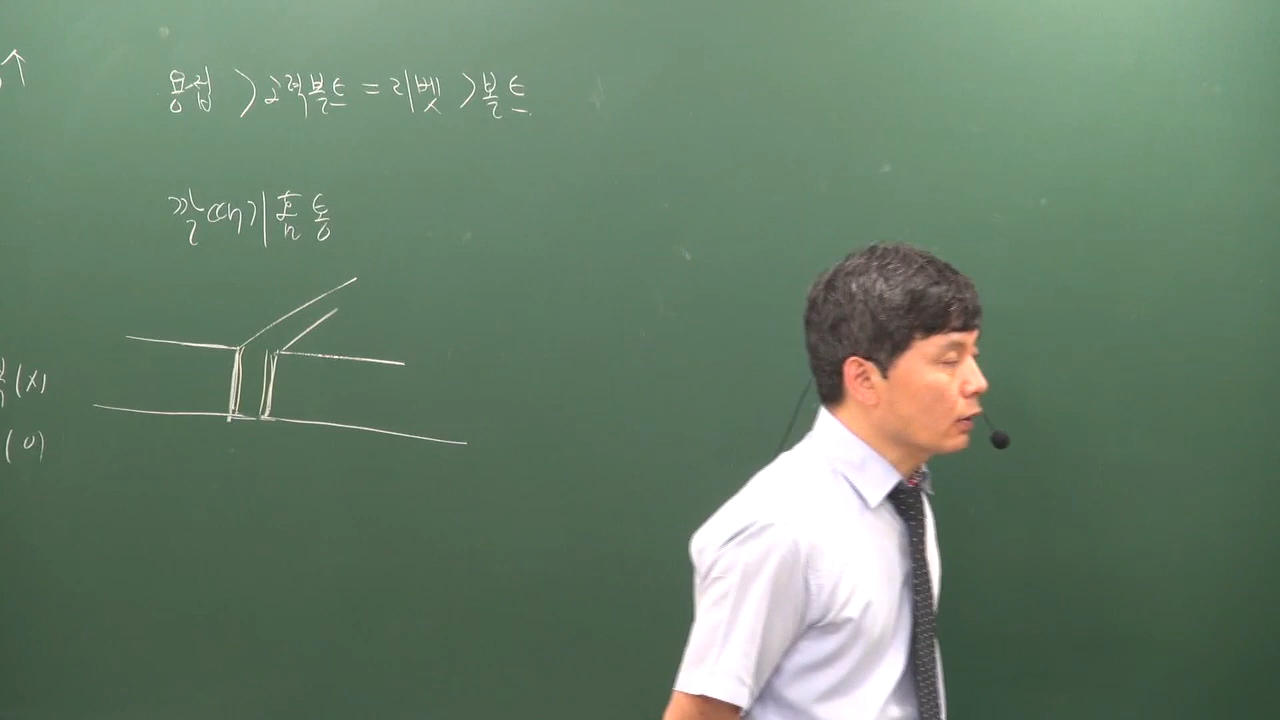 용접 > 고력볼트 = 리벳 > 볼트
깔때기홈통
(x)
(o)